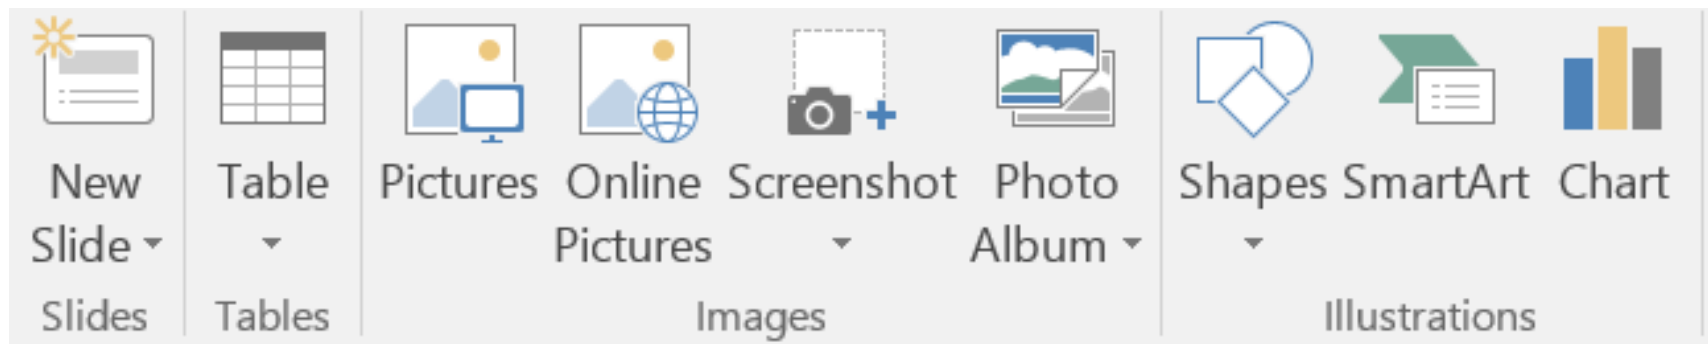 New
Slide
Slides
Table
Tables
Pictures
Online
Pictures
Screenshot
Photo
Album
Images
Shapes
SmartArt
Chart
Illustrations